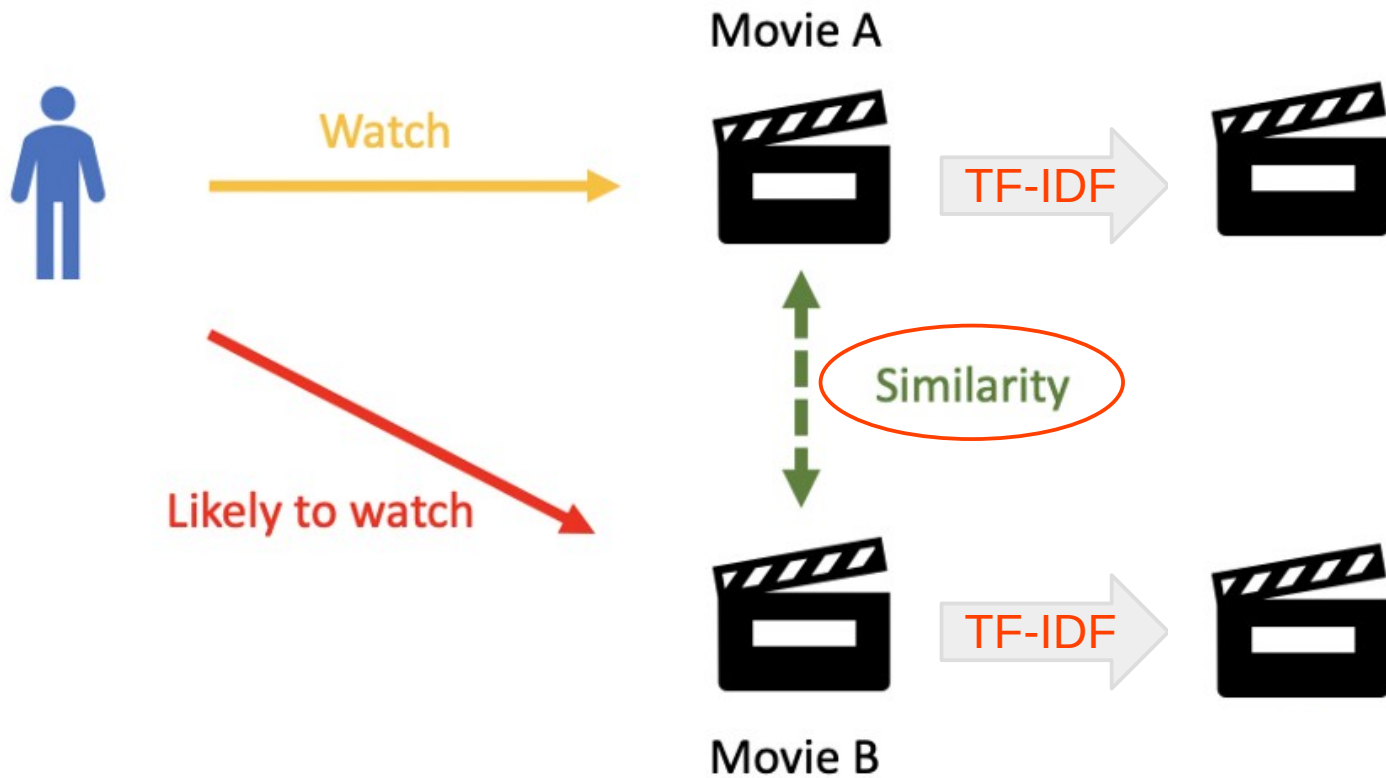 Movie A
Watch
TF-IDF
Similarity
Likely to watch
TF-IDF
Movie B